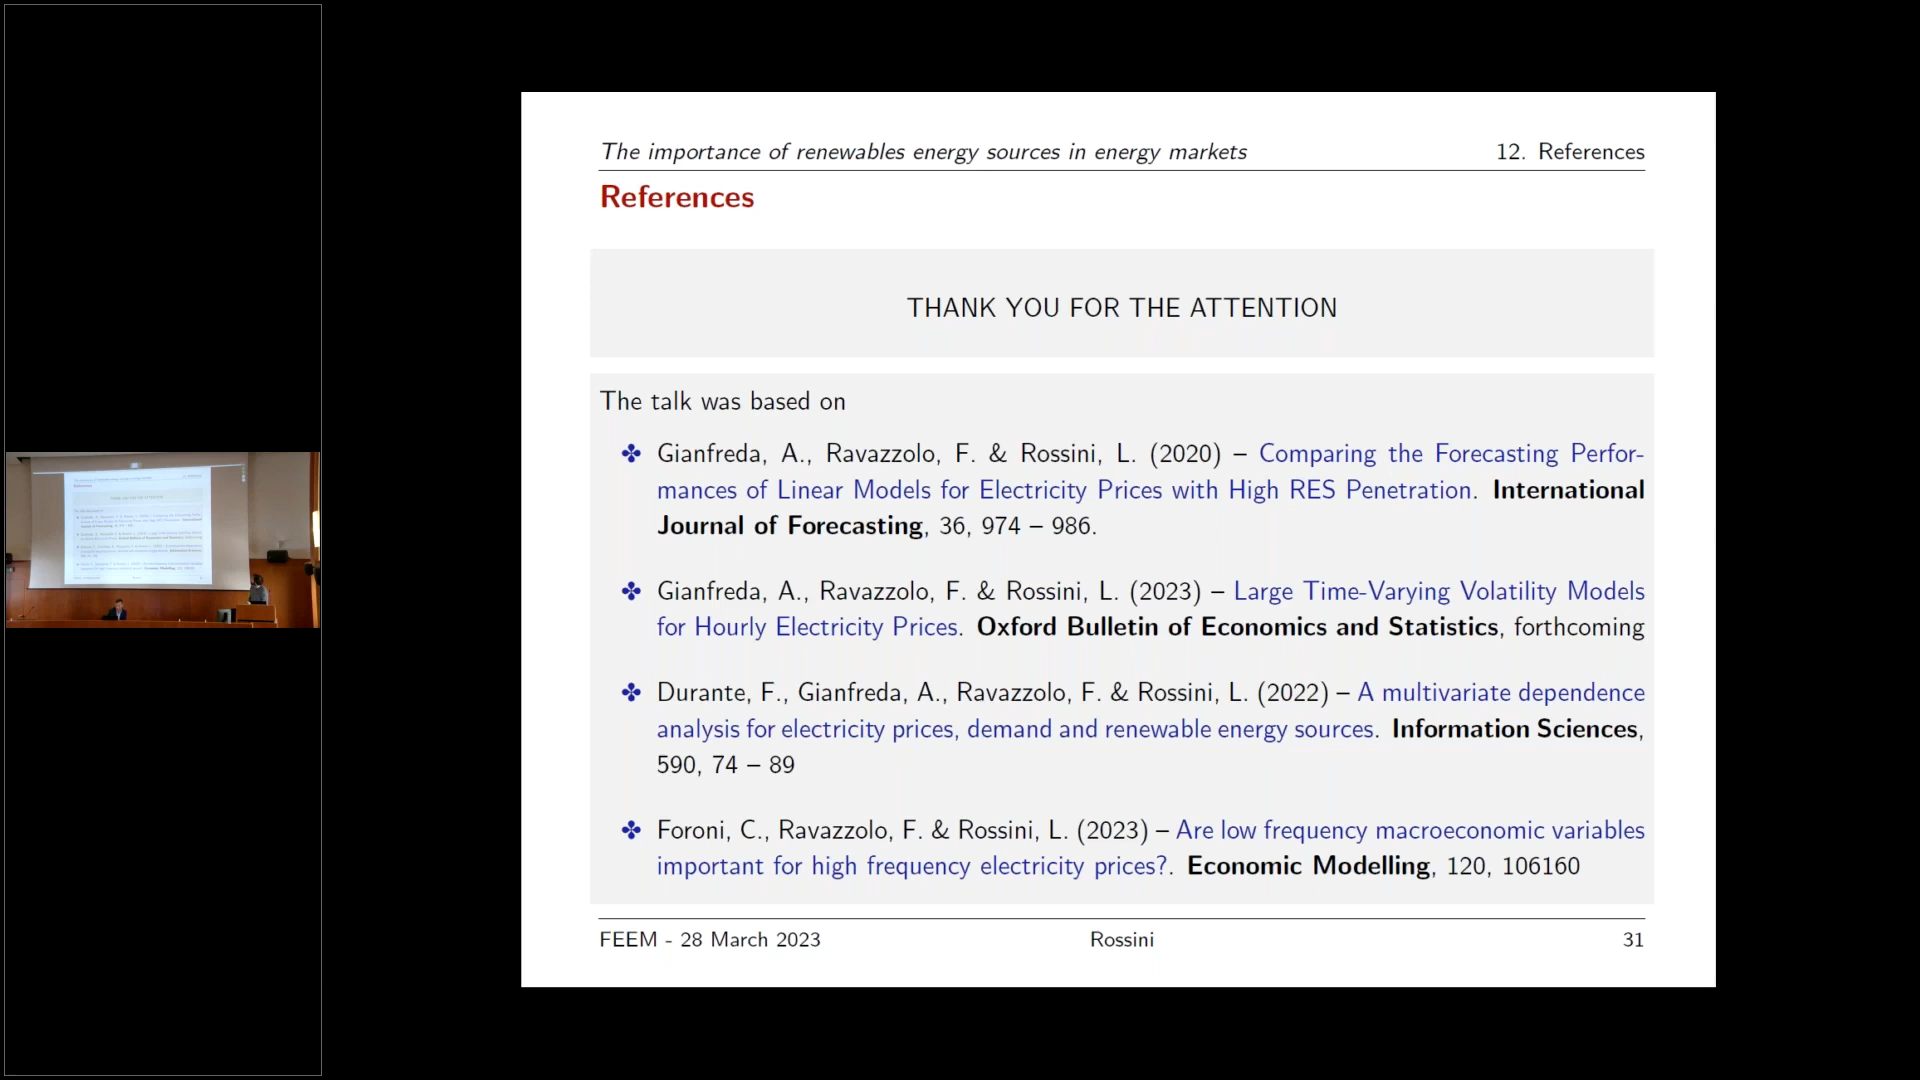 The importance of renewables energy sources in energy markets 12. References
References
THANK YOU FOR THE ATTENTION
The talk was based on
✤ Gianfreda, A., Ravazzolo, F. & Rossini, L. (2020) – Comparing the Forecasting Perfor-
mances of Linear Models for Electricity Prices with High RES Penetration. International
Journal of Forecasting, 36, 974 – 986.
✤ Gianfreda, A., Ravazzolo, F. & Rossini, L. (2023) – Large Time-Varying Volatility Models
for Hourly Electricity Prices. Oxford Bulletin of Economics and Statistics, forthcoming
✤ Durante, F., Gianfreda, A., Ravazzolo, F. & Rossini, L. (2022) – A multivariate dependence
analysis for electricity prices, demand and renewable energy sources. Information Sciences,
590, 74 – 89
✤ Foroni, C., Ravazzolo, F. & Rossini, L. (2023) – Are low frequency macroeconomic variables
important for high frequency electricity prices?. Economic Modelling, 120, 106160
FEEM - 28 March 2023 Rossini 31